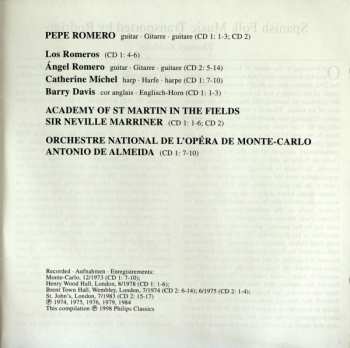 PEPE ROMERO guitar · Gitarre · guitare (CD 1: 1-3; CD 2)
Los Romeros (CD 1: 4-6)
Ángel Romero guitar · Gitarre · guitare (CD 2: 5-14)
Catherine Michel harp · Harfe · harpe (CD 1: 7-10)
Barry Davis cor anglais · Englisch-Horn (CD 1: 1-3)
ACADEMY OF ST MARTIN IN THE FIELDS
SIR NEVILLE MARRINER (CD 1: 1-6; CD 2)
ORCHESTRE NATIONAL DE L'OPÉRA DE MONTE-CARLO
ANTONIO DE ALMEIDA (CD 1: 7-10)
Recorded · Aufnahmen · Enregistrements:
Monte-Carlo, 12/1973 (CD 1: 7-10);
Henry Wood Hall, London, 8/1978 (CD 1: 1-6);
Brent Town Hall, Wembley, London, 7/1974 (CD 2: 6-14); 6/1975 (CD 2: 1-4);
St. John's, London, 7/1983 (CD 2: 15-17)
℗ 1974, 1975, 1976, 1979, 1984
This compilation ℗ 1998 Philips Classics